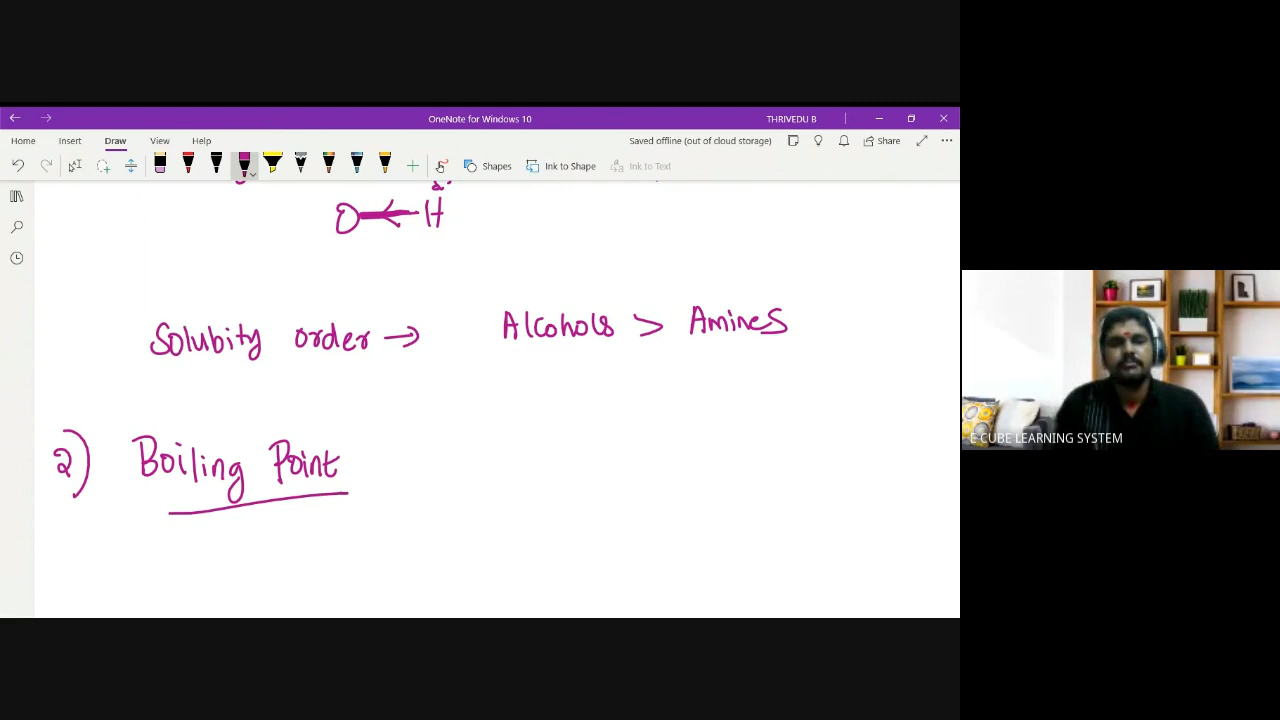 OneNote for Windows 10
THRIVEDU B
Home Insert Draw View Help
Saved offline (out of cloud storage)
Share
Shapes
Ink to Shape
Ink to Text
O H
Solubity order → Alcohols > Amines
2) Boiling Point
E CUBE LEARNING SYSTEM